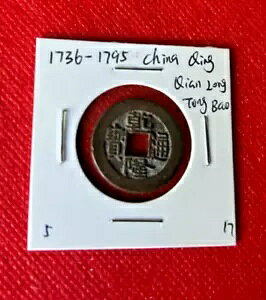 1736-1795 china Qing
Qian Long
Tong Bao
乾隆通寶
5
17